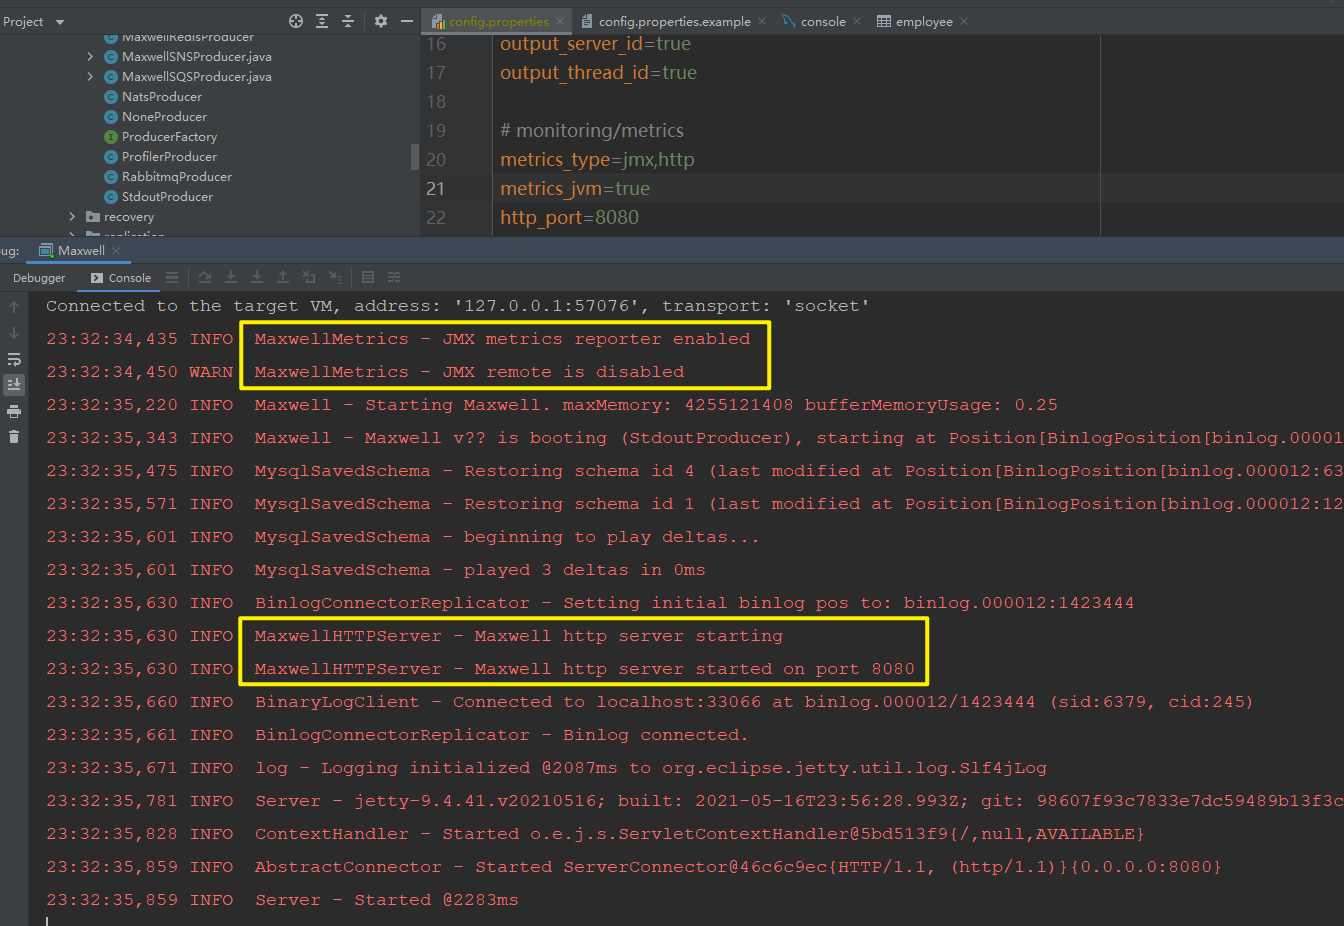 Project
config.properties
config.properties.example
console
employee
MaxwellRedisProducer
MaxwellSNSProducer.java
MaxwellSQSProducer.java
NatsProducer
NoneProducer
ProducerFactory
ProfilerProducer
RabbitmqProducer
StdoutProducer
recovery
replication
16 output_server_id=true
17 output_thread_id=true
18
19 # monitoring/metrics
20 metrics_type=jmx,http
21 metrics_jvm=true
22 http_port=8080
ug: Maxwell
Debugger Console
Connected to the target VM, address: '127.0.0.1:57076', transport: 'socket'
23:32:34,435 INFO MaxwellMetrics - JMX metrics reporter enabled
23:32:34,450 WARN MaxwellMetrics - JMX remote is disabled
23:32:35,220 INFO Maxwell - Starting Maxwell. maxMemory: 4255121408 bufferMemoryUsage: 0.25
23:32:35,343 INFO Maxwell - Maxwell v?? is booting (StdoutProducer), starting at Position[BinlogPosition[binlog.00001
23:32:35,475 INFO MysqlSavedSchema - Restoring schema id 4 (last modified at Position[BinlogPosition[binlog.000012:63
23:32:35,571 INFO MysqlSavedSchema - Restoring schema id 1 (last modified at Position[BinlogPosition[binlog.000012:12
23:32:35,601 INFO MysqlSavedSchema - beginning to play deltas...
23:32:35,601 INFO MysqlSavedSchema - played 3 deltas in 0ms
23:32:35,630 INFO BinlogConnectorReplicator - Setting initial binlog pos to: binlog.000012:1423444
23:32:35,630 INFO MaxwellHTTPServer - Maxwell http server starting
23:32:35,630 INFO MaxwellHTTPServer - Maxwell http server started on port 8080
23:32:35,660 INFO BinaryLogClient - Connected to localhost:33066 at binlog.000012/1423444 (sid:6379, cid:245)
23:32:35,661 INFO BinlogConnectorReplicator - Binlog connected.
23:32:35,671 INFO log - Logging initialized @2087ms to org.eclipse.jetty.util.log.Slf4jLog
23:32:35,781 INFO Server - jetty-9.4.41.v20210516; built: 2021-05-16T23:56:28.993Z; git: 98607f93c7833e7dc59489b13f3c
23:32:35,828 INFO ContextHandler - Started o.e.j.s.ServletContextHandler@5bd513f9{/,null,AVAILABLE}
23:32:35,859 INFO AbstractConnector - Started ServerConnector@46c6c9ec{HTTP/1.1, (http/1.1)}{0.0.0.0:8080}
23:32:35,859 INFO Server - Started @2283ms